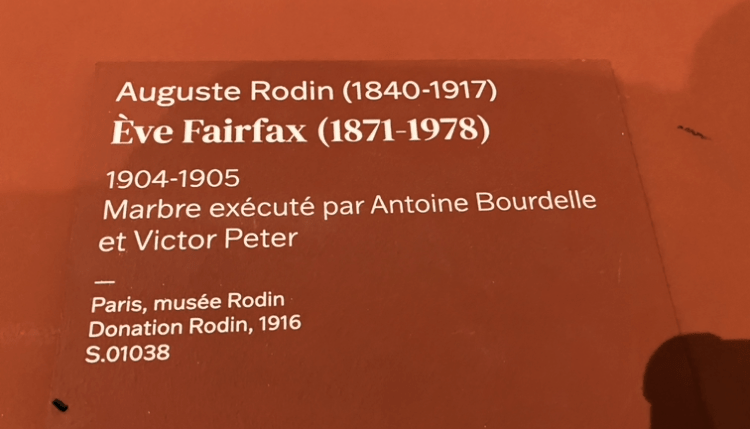 Auguste Rodin (1840-1917)
Ève Fairfax (1871-1978)
1904-1905
Marbre exécuté par Antoine Bourdelle
et Victor Peter
—
Paris, musée Rodin
Donation Rodin, 1916
S.01038